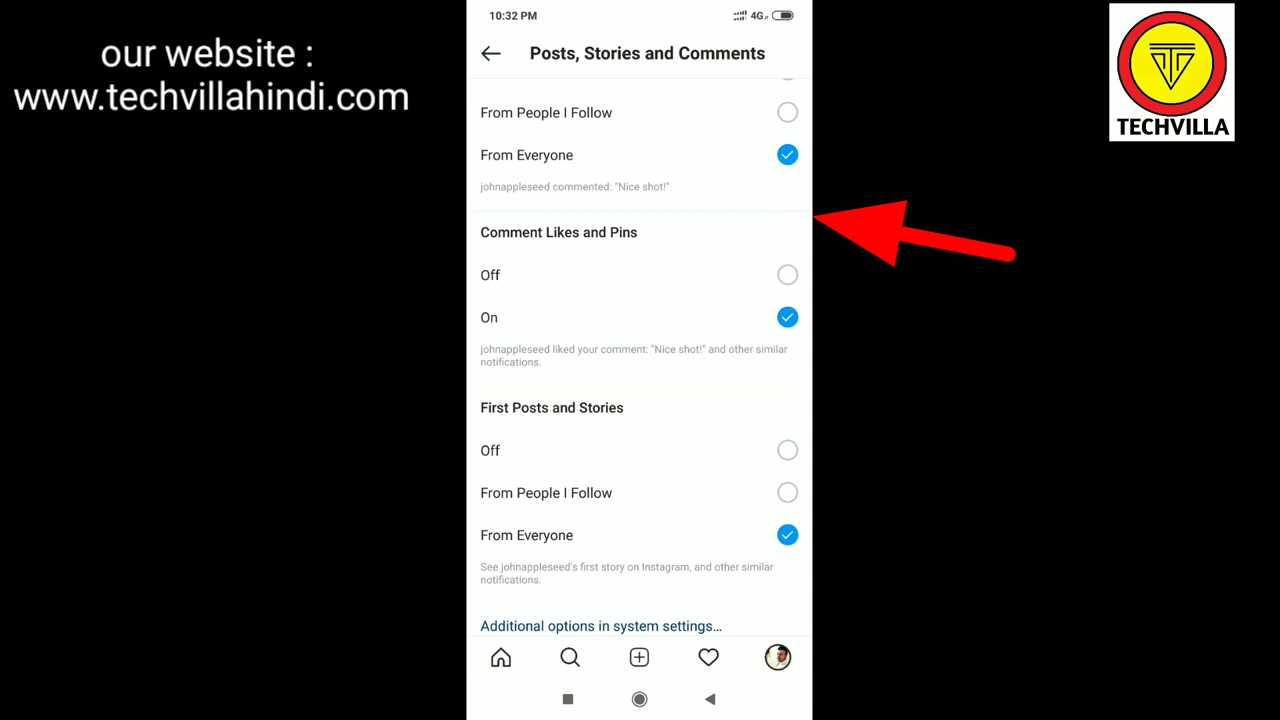 our website :
www.techvillahindi.com
10:32 PM
4G
Posts, Stories and Comments
From People I Follow
From Everyone
johnappleseed commented: "Nice shot!"
Comment Likes and Pins
Off
On
johnappleseed liked your comment: "Nice shot!" and other similar
notifications.
First Posts and Stories
Off
From People I Follow
From Everyone
See johnappleseed's first story on Instagram, and other similar
notifications.
Additional options in system settings...
TECHVILLA